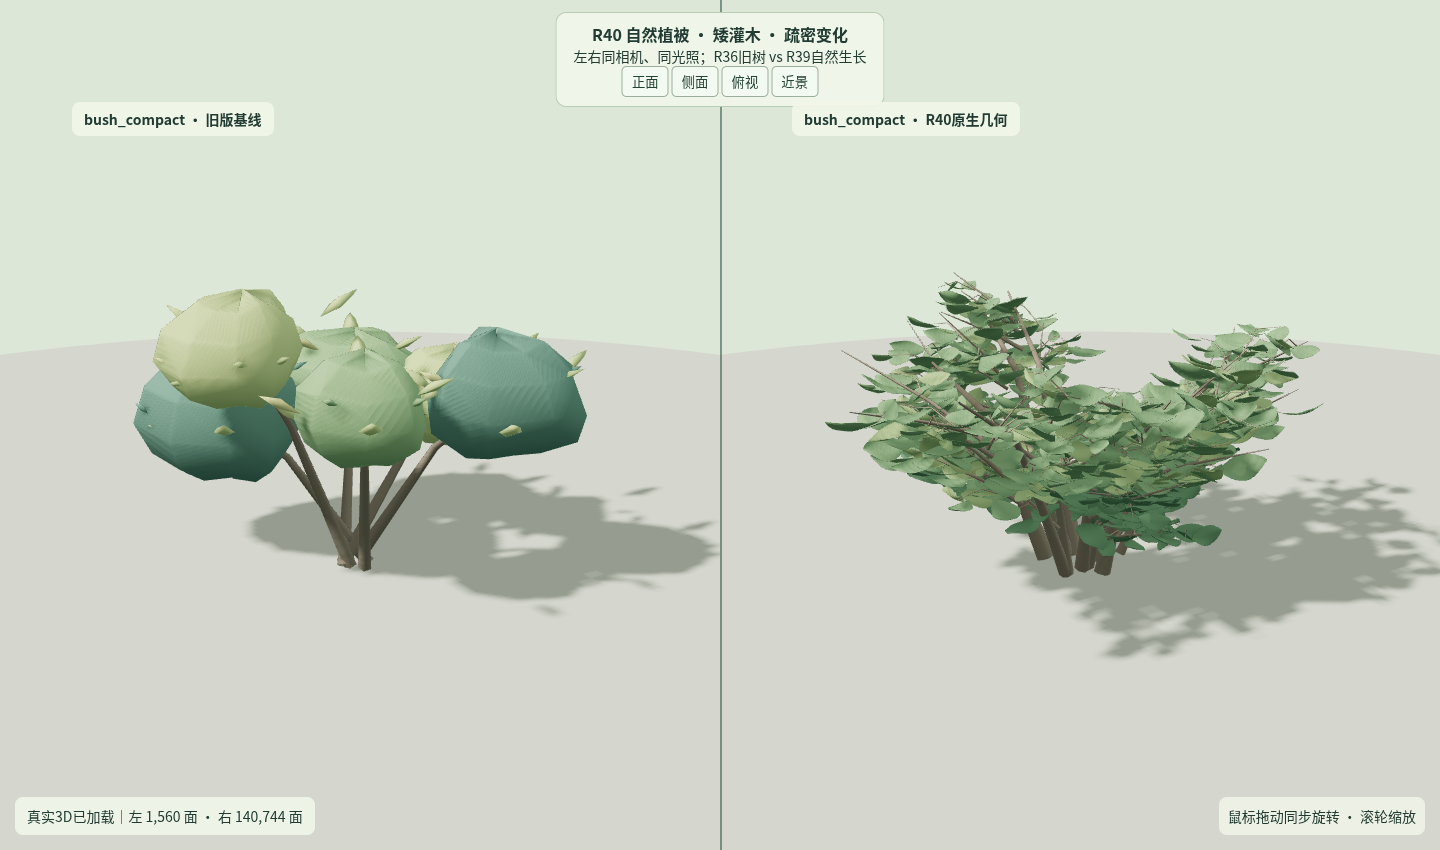 R40 自然植被 · 矮灌木 · 疏密变化
左右同相机、同光照；R36旧树 vs R39自然生长
正面 侧面 俯视 近景
bush_compact · 旧版基线
bush_compact · R40原生几何
真实3D已加载｜左 1,560 面 · 右 140,744 面
鼠标拖动同步旋转 · 滚轮缩放